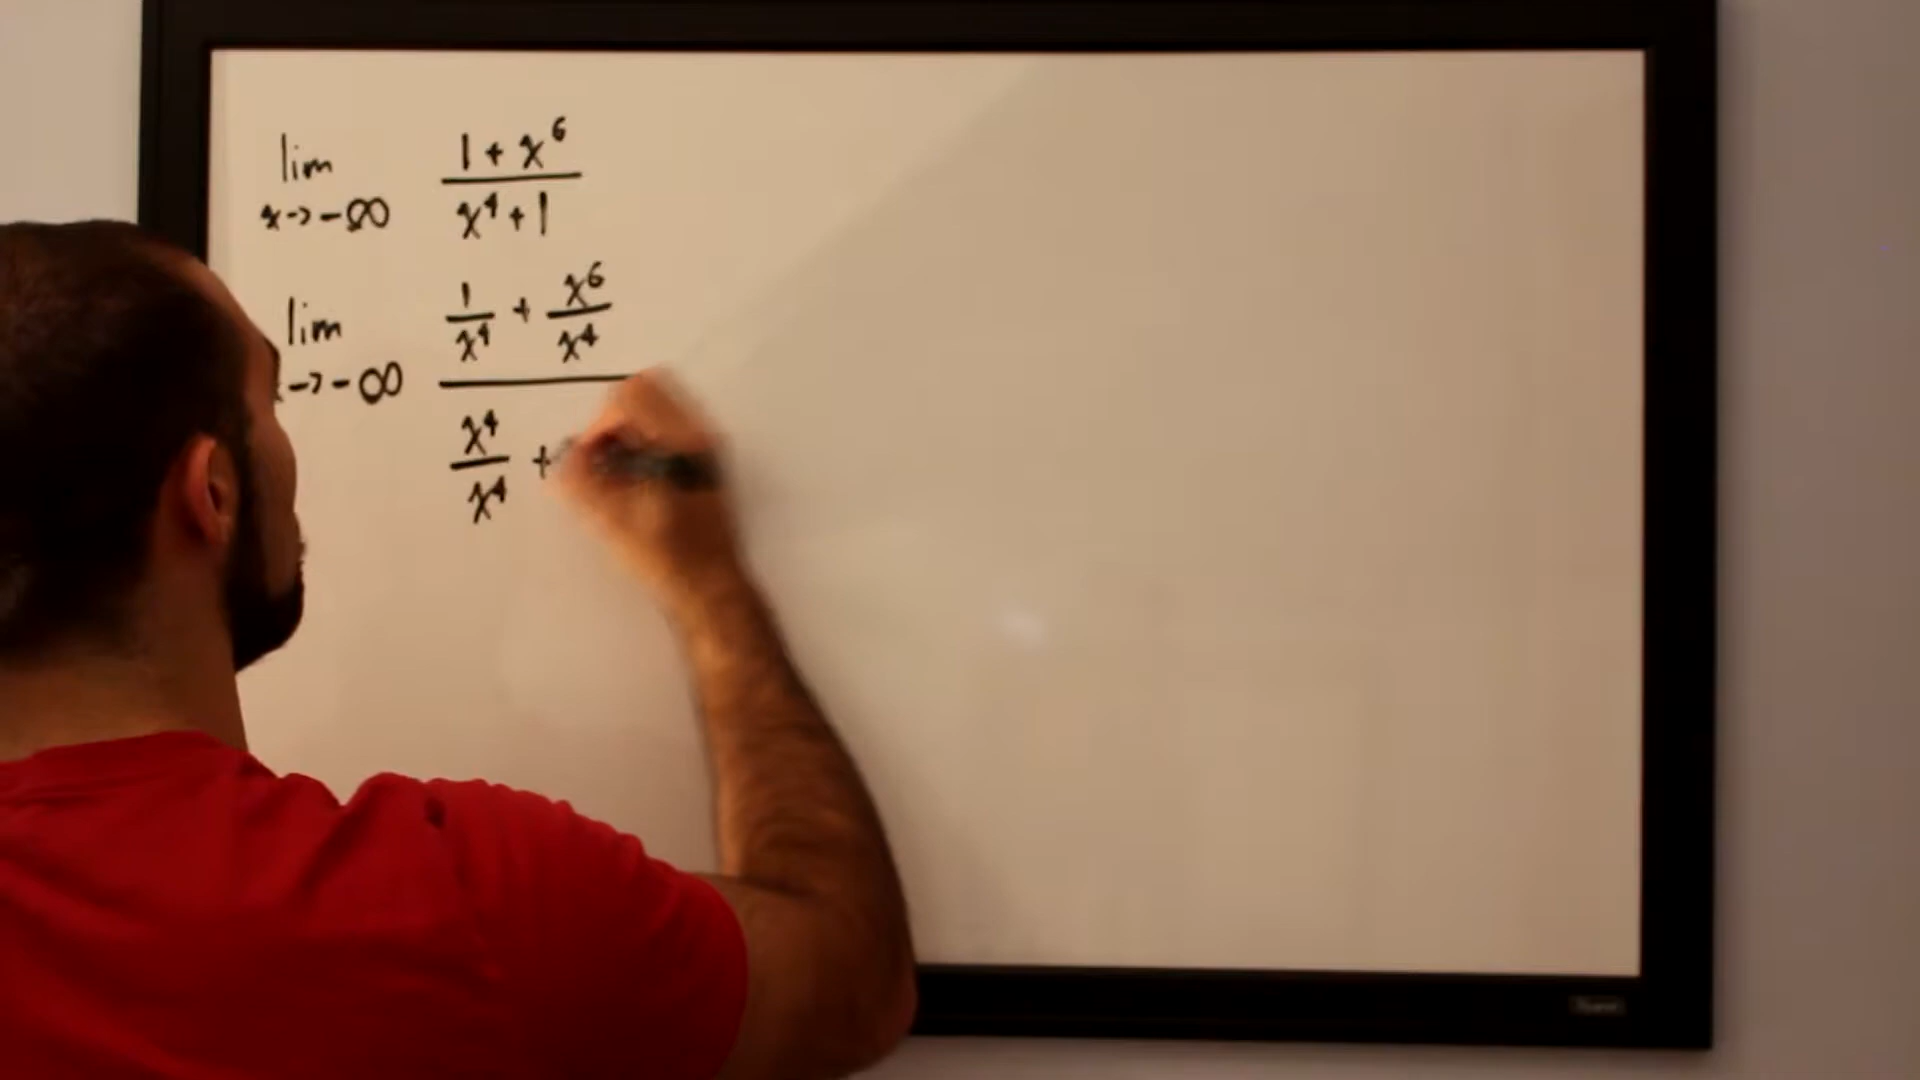 lim 1 + x⁶
x → -∞ x⁴ + 1
lim 1/x⁴ + x⁶/x⁴
→ -∞
x⁴/x⁴ +